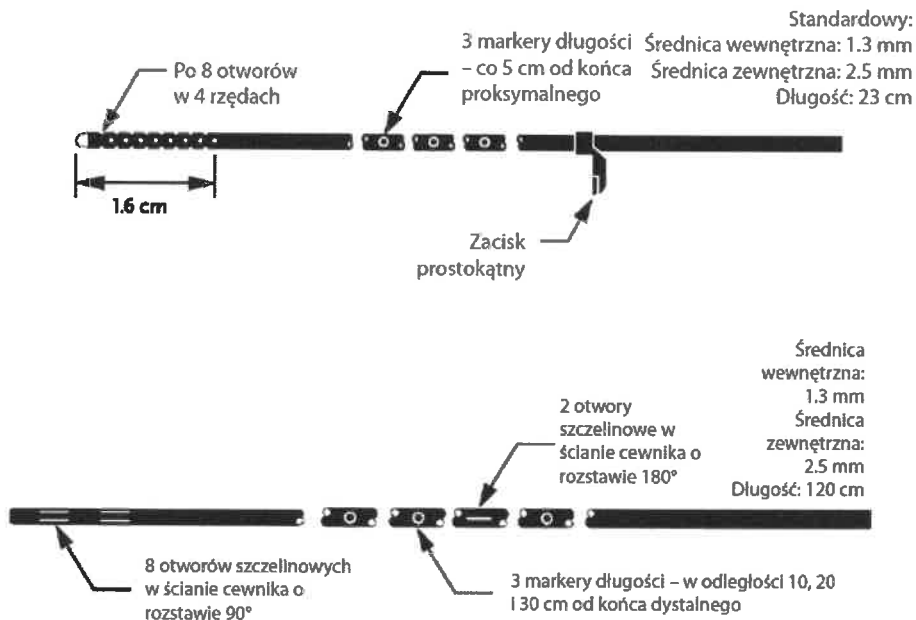 Po 8 otworów
w 4 rzędach
3 markery długości
– co 5 cm od końca
proksymalnego
Standardowy:
Średnica wewnętrzna: 1.3 mm
Średnica zewnętrzna: 2.5 mm
Długość: 23 cm
1.6 cm
Zacisk
prostokątny
2 otwory
szczelinowe w
ścianie cewnika o
rozstawie 180°
Średnica
wewnętrzna:
1.3 mm
Średnica
zewnętrzna:
2.5 mm
Długość: 120 cm
8 otworów szczelinowych
w ścianie cewnika o
rozstawie 90°
3 markery długości – w odległości 10, 20
i 30 cm od końca dystalnego